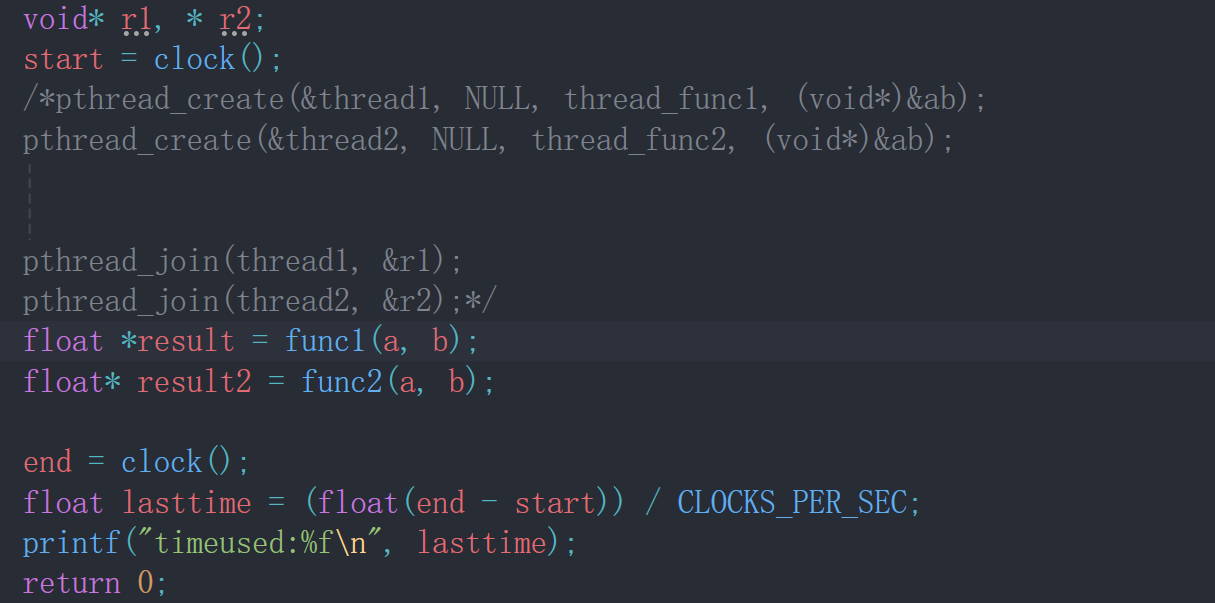 void* r1, * r2;
start = clock();
/*pthread_create(&thread1, NULL, thread_func1, (void*)&ab);
pthread_create(&thread2, NULL, thread_func2, (void*)&ab);
pthread_join(thread1, &r1);
pthread_join(thread2, &r2);*/
float *result = func1(a, b);
float* result2 = func2(a, b);
end = clock();
float lasttime = (float(end - start)) / CLOCKS_PER_SEC;
printf("timeused:%f\n", lasttime);
return 0;